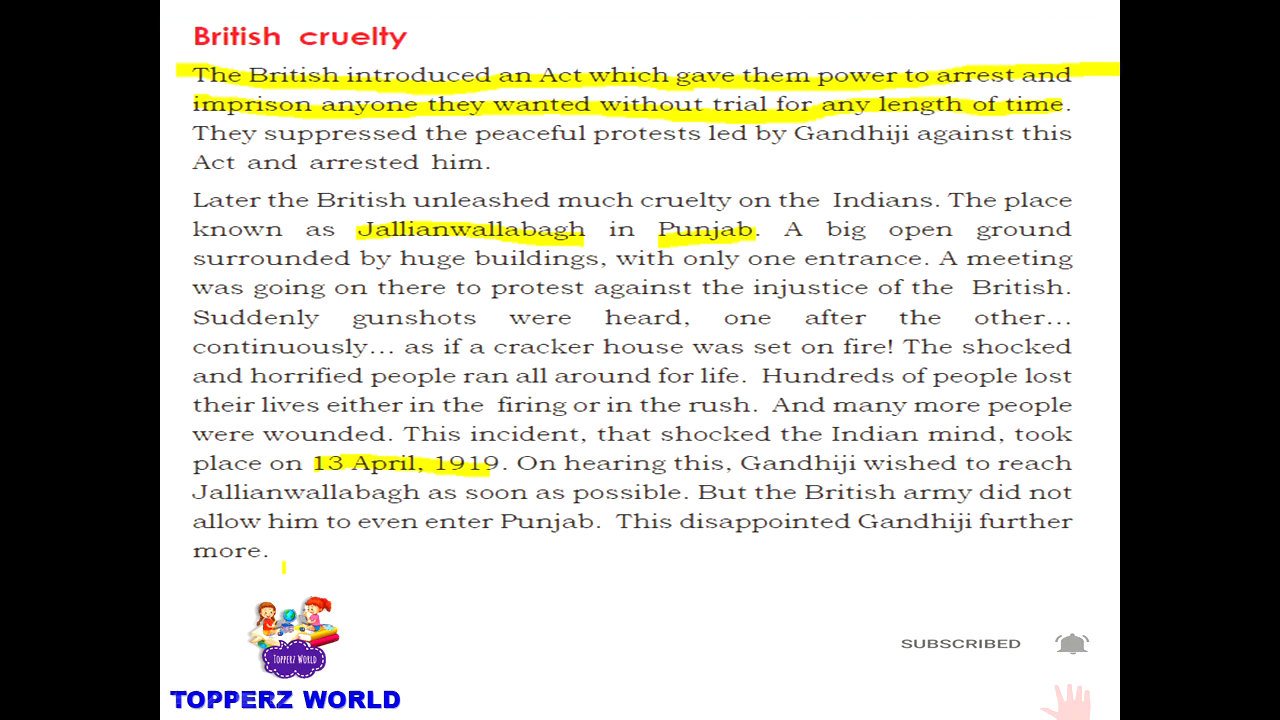 British cruelty
The British introduced an Act which gave them power to arrest and
imprison anyone they wanted without trial for any length of time.
They suppressed the peaceful protests led by Gandhiji against this
Act and arrested him.
Later the British unleashed much cruelty on the Indians. The place
known as Jallianwallabagh in Punjab. A big open ground
surrounded by huge buildings, with only one entrance. A meeting
was going on there to protest against the injustice of the British.
Suddenly gunshots were heard, one after the other...
continuously... as if a cracker house was set on fire! The shocked
and horrified people ran all around for life. Hundreds of people lost
their lives either in the firing or in the rush. And many more people
were wounded. This incident, that shocked the Indian mind, took
place on 13 April, 1919. On hearing this, Gandhiji wished to reach
Jallianwallabagh as soon as possible. But the British army did not
allow him to even enter Punjab. This disappointed Gandhiji further
more.
TOPPERZ WORLD
SUBSCRIBED
TOPPERZ WORLD